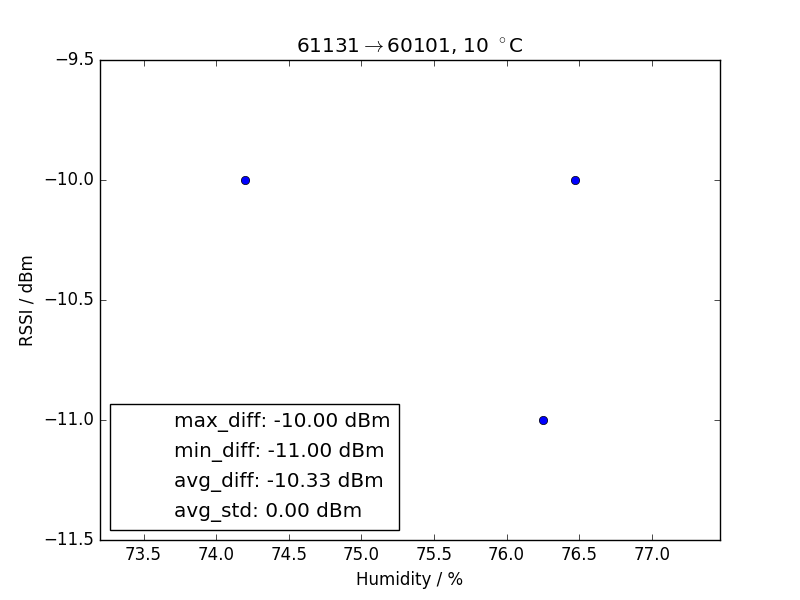 61131→60101, 10 °C
−9.5
−10.0
−10.5
−11.0
−11.5
RSSI / dBm
max_diff: -10.00 dBm
min_diff: -11.00 dBm
avg_diff: -10.33 dBm
avg_std: 0.00 dBm
73.5 74.0 74.5 75.0 75.5 76.0 76.5 77.0
Humidity / %